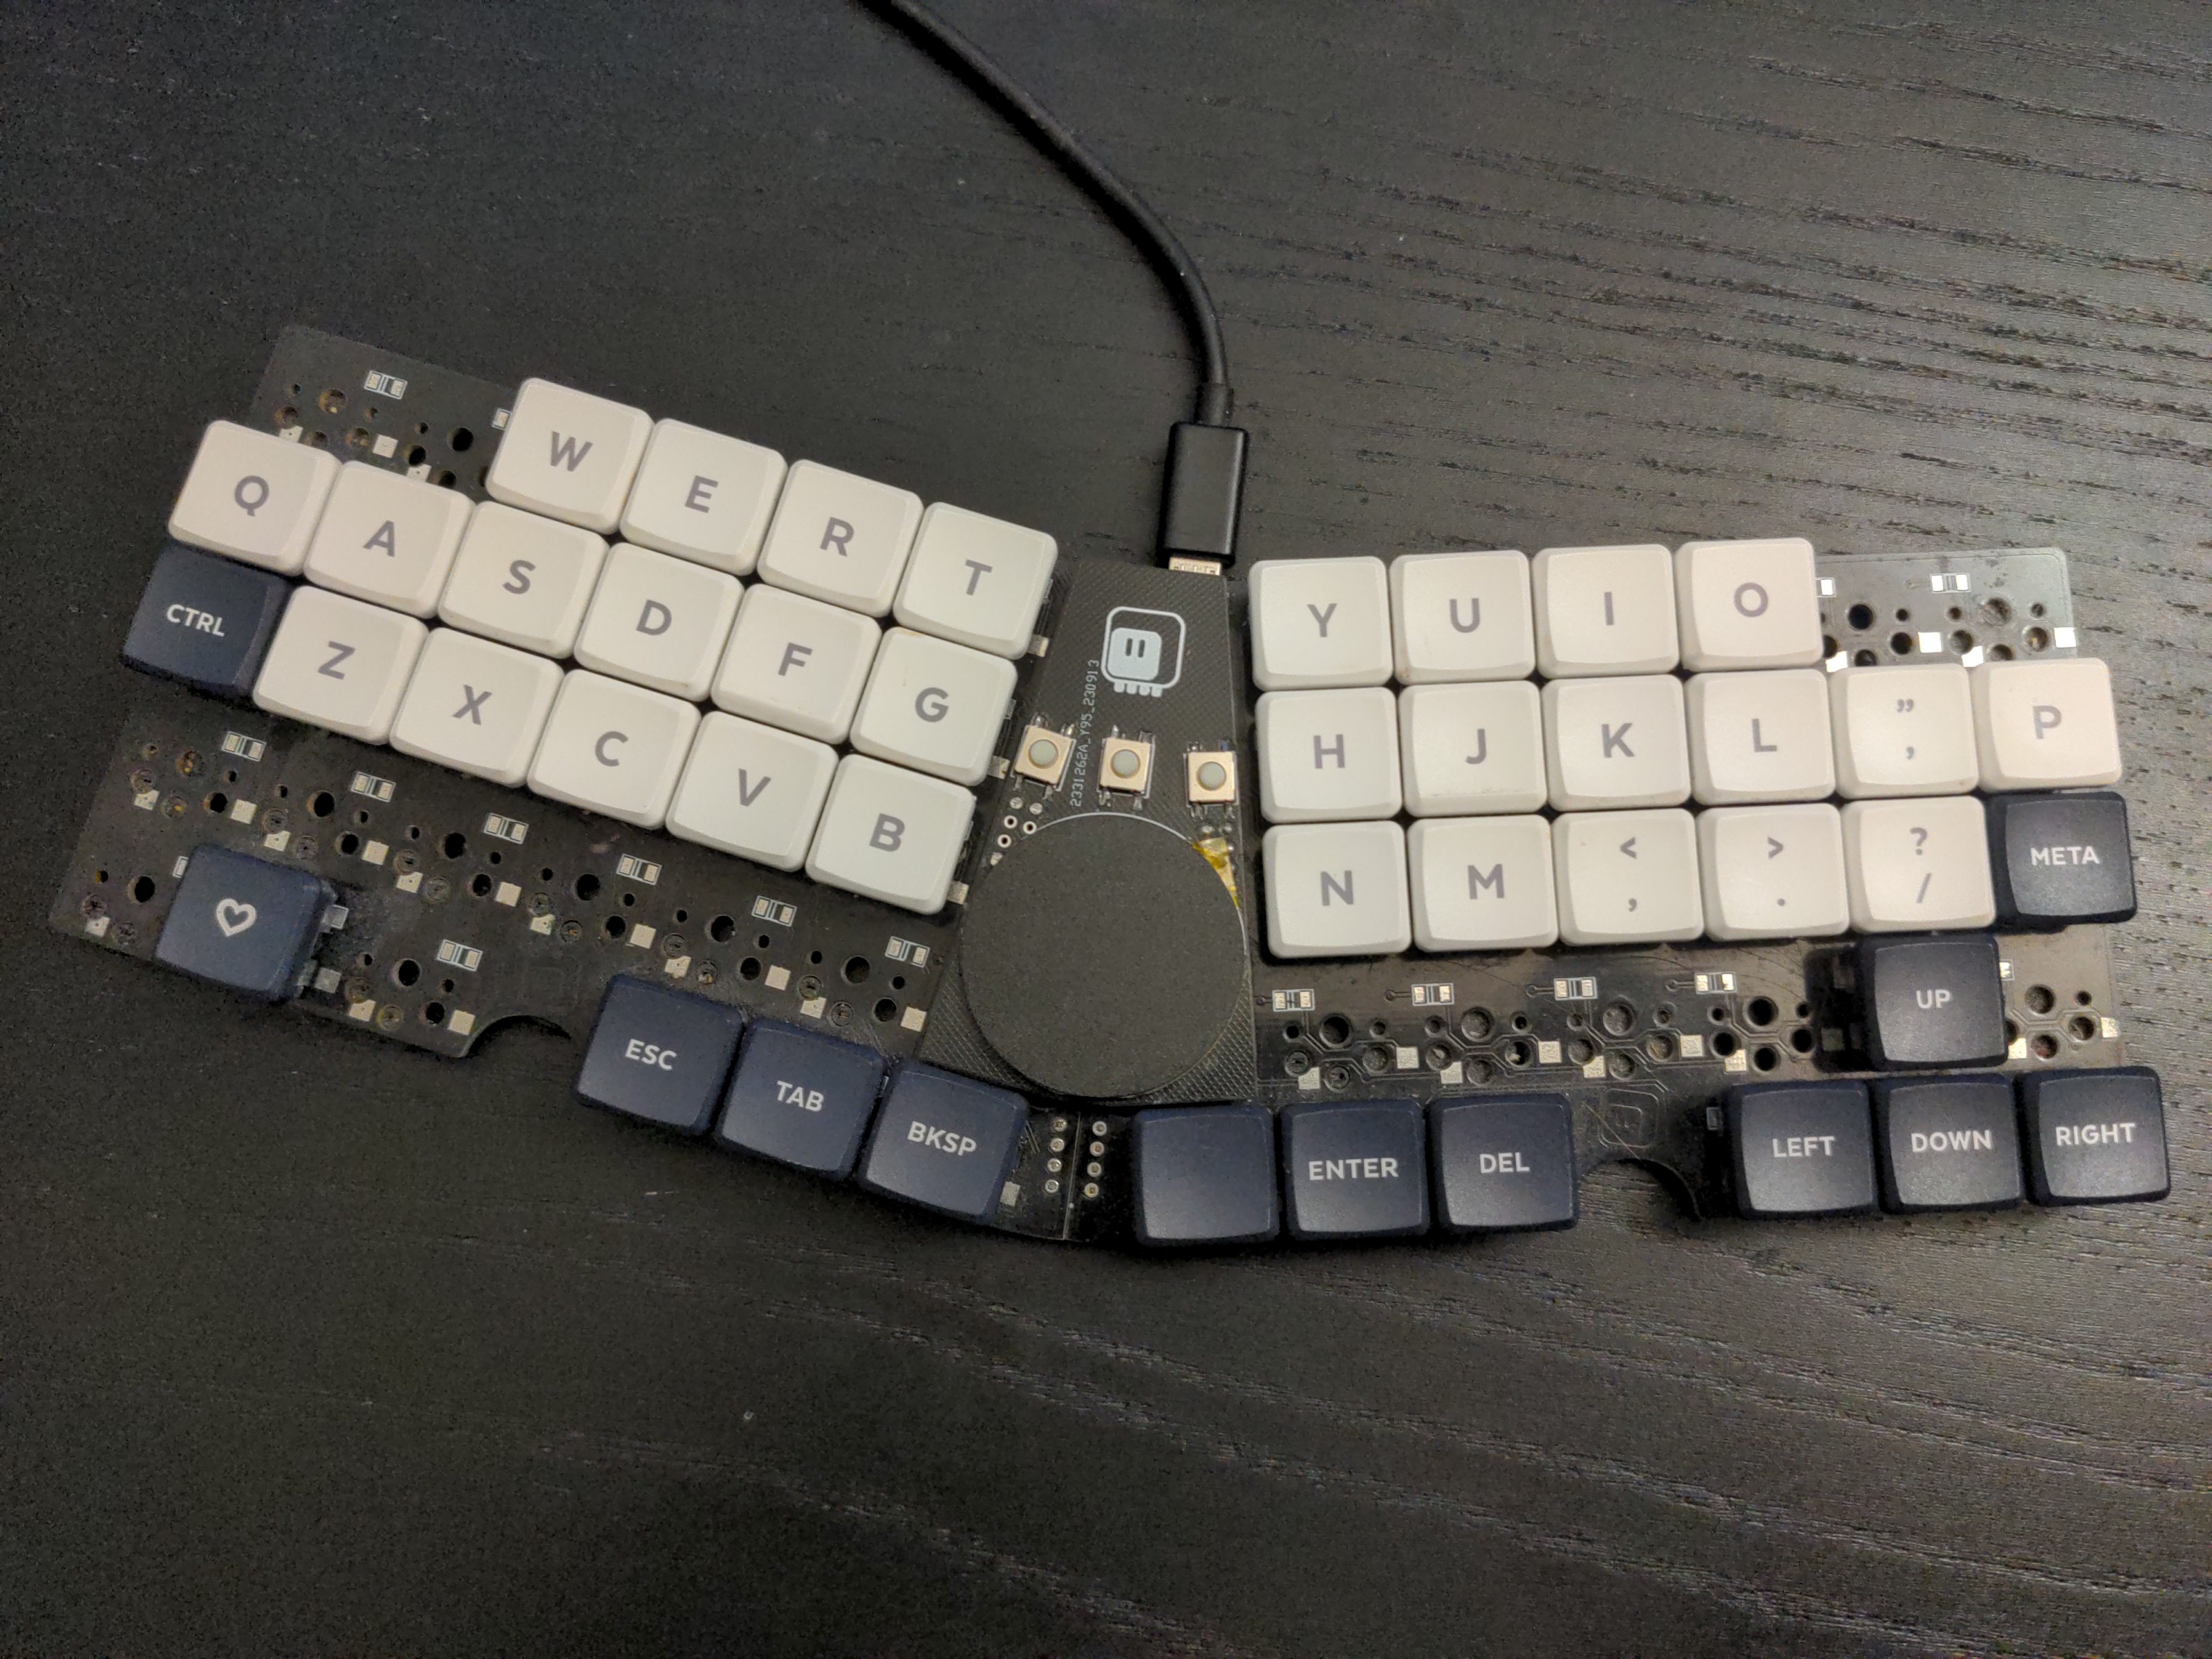 W E R T
Q A S D F G
CTRL Z X C V B
2331262A_Y95_230913
Y U I O
H J K L ” , P
N M < , > . ? / META
UP
♡
ESC TAB BKSP
ENTER DEL
LEFT DOWN RIGHT